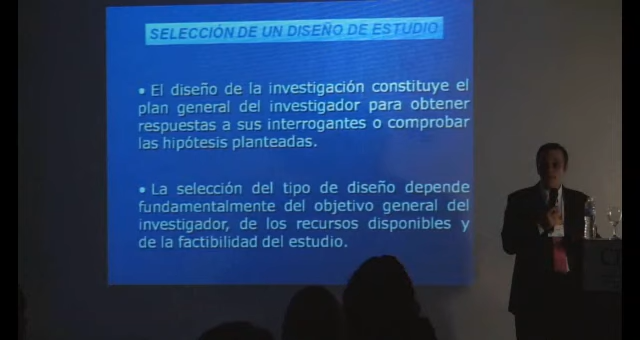 SELECCIÓN DE UN DISEÑO DE ESTUDIO
• El diseño de la investigación constituye el
plan general del investigador para obtener
respuestas a sus interrogantes o comprobar
las hipótesis planteadas.
• La selección del tipo de diseño depende
fundamentalmente del objetivo general del
investigador, de los recursos disponibles y
de la factibilidad del estudio.